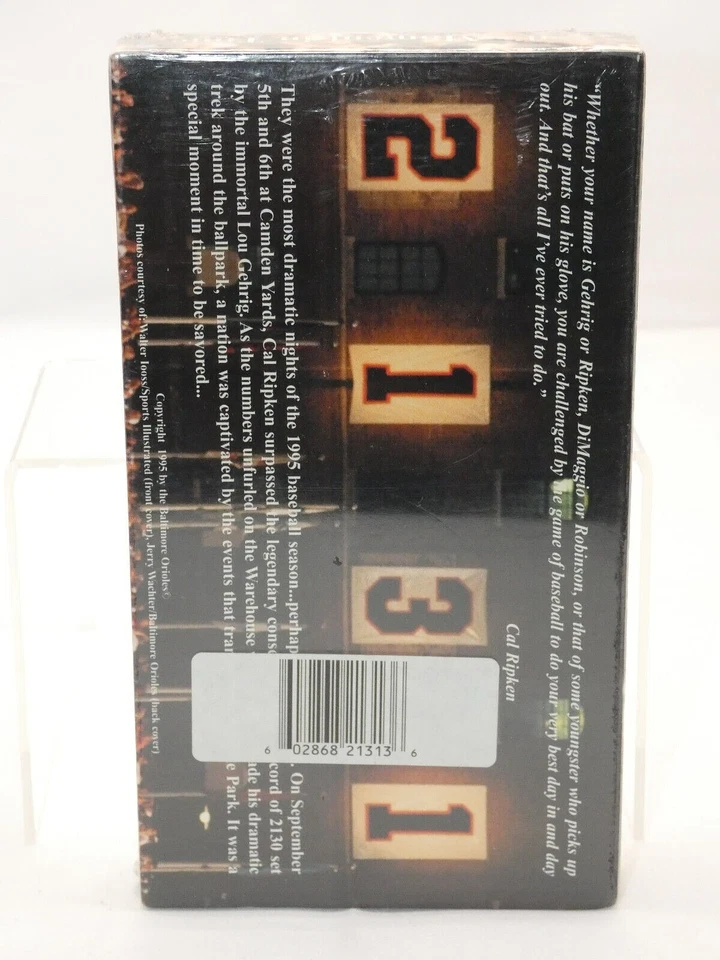 "Whether your name is Gehrig or Ripken, DiMaggio or Robinson, or that of some youngster who picks up
his bat or puts on his glove, you are challenged by the game of baseball to do your very best day in and day
out. And that's all I've ever tried to do."
Cal Ripken
2 1 3 1
They were the most dramatic nights of the 1995 baseball season... On September
5th and 6th at Camden Yards, Cal Ripken surpassed the legendary record of 2130 set
by the immortal Lou Gehrig. As the numbers unfurled on the Warehouse his dramatic
trek around the ballpark, a nation was captivated by the events that Park. It was a
special moment in time to be savored...
Copyright 1995 by the Baltimore Orioles®
Photos courtesy of: Walter Iooss/Sports Illustrated (front cover), Jerry Wachter/Baltimore Orioles (back cover)
6 02868 21313 6